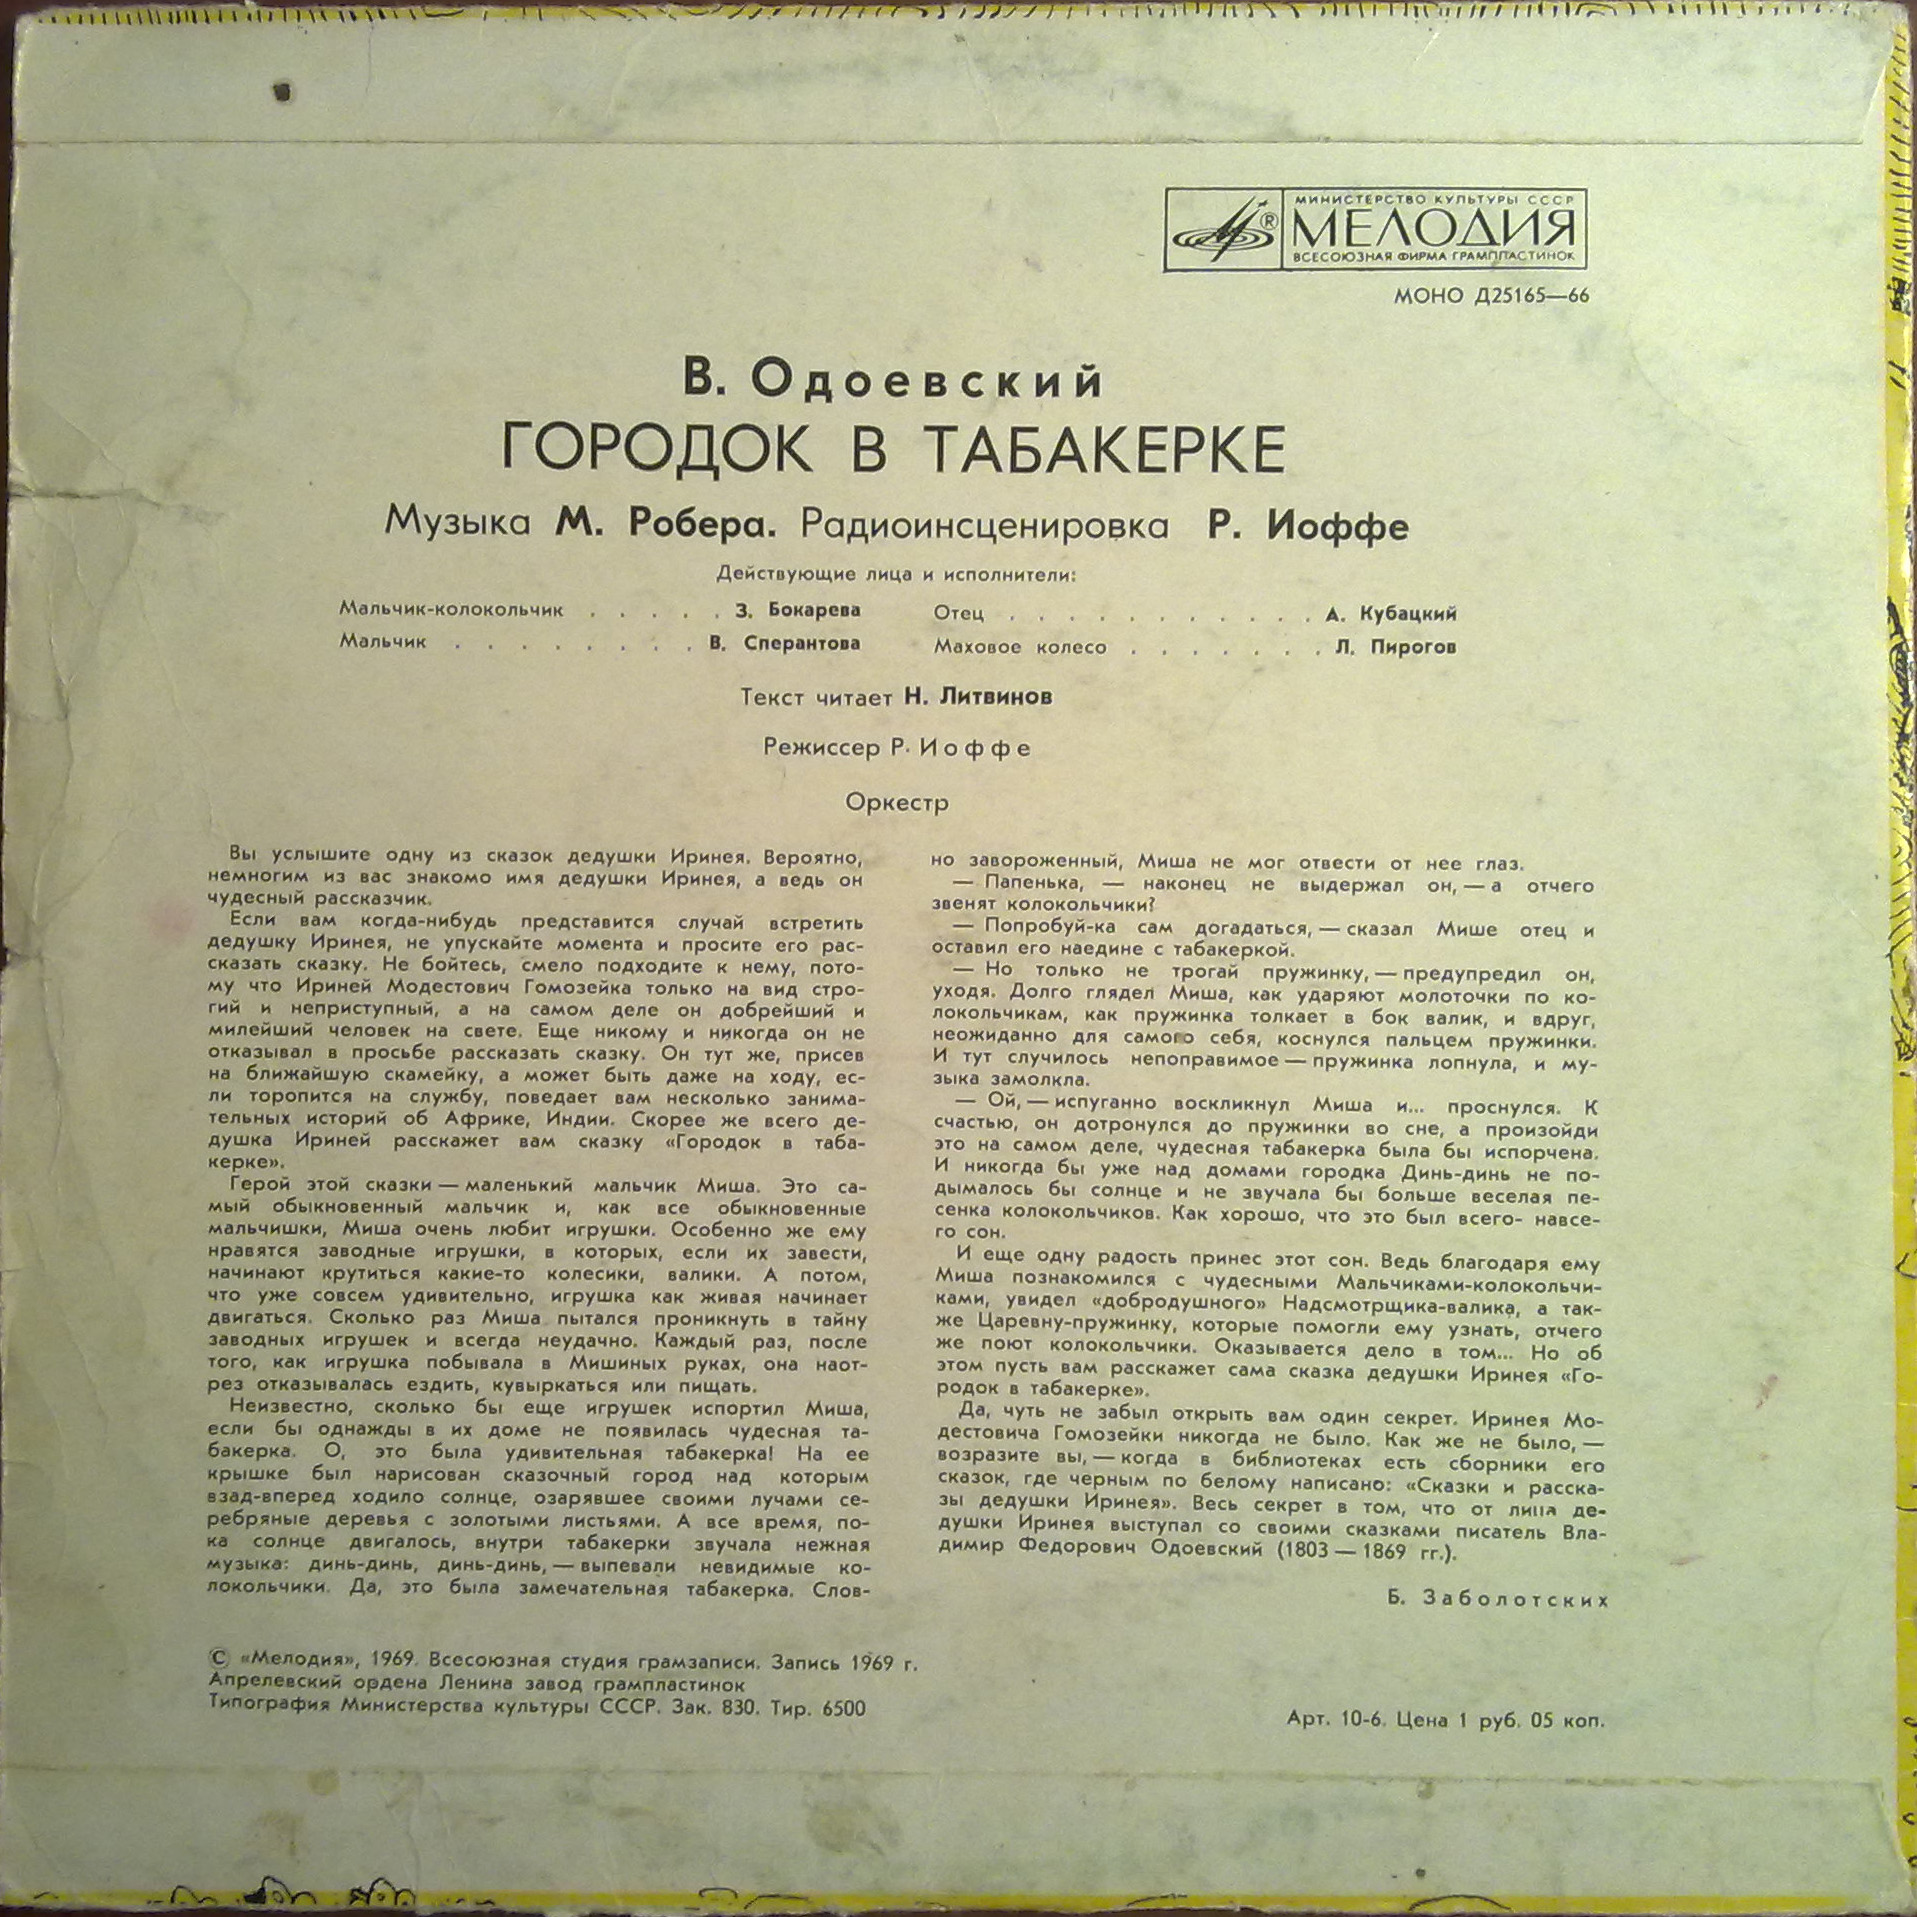 МИНИСТЕРСТВО КУЛЬТУРЫ СССР
МЕЛОДИЯ
ВСЕСОЮЗНАЯ ФИРМА ГРАМПЛАСТИНОК
МОНО Д25165—66
В. Одоевский
ГОРОДОК В ТАБАКЕРКЕ
Музыка М. Робера. Радиоинсценировка Р. Иоффе
Действующие лица и исполнители:
Мальчик-колокольчик . . . . . З. Бокарева
Мальчик . . . . . . . . В. Сперантова
Отец . . . . . . . . . . . А. Кубацкий
Маховое колесо . . . . . . . Л. Пирогов
Текст читает Н. Литвинов
Режиссер Р. Иоффе
Оркестр
Вы услышите одну из сказок дедушки Иринея. Вероятно,
немногим из вас знакомо имя дедушки Иринея, а ведь он
чудесный рассказчик.
Если вам когда-нибудь представится случай встретить
дедушку Иринея, не упускайте момента и просите его рас-
сказать сказку. Не бойтесь, смело подходите к нему, пото-
му что Ириней Модестович Гомозейка только на вид стро-
гий и неприступный, а на самом деле он добрейший и
милейший человек на свете. Еще никому и никогда он не
отказывал в просьбе рассказать сказку. Он тут же, присев
на ближайшую скамейку, а может быть даже на ходу, ес-
ли торопится на службу, поведает вам несколько занима-
тельных историй об Африке, Индии. Скорее же всего де-
душка Ириней расскажет вам сказку «Городок в таба-
керке».
Герой этой сказки — маленький мальчик Миша. Это са-
мый обыкновенный мальчик и, как все обыкновенные
мальчишки, Миша очень любит игрушки. Особенно же ему
нравятся заводные игрушки, в которых, если их завести,
начинают крутиться какие-то колесики, валики. А потом,
что уже совсем удивительно, игрушка как живая начинает
двигаться. Сколько раз Миша пытался проникнуть в тайну
заводных игрушек и всегда неудачно. Каждый раз, после
того, как игрушка побывала в Мишиных руках, она наот-
рез отказывалась ездить, кувыркаться или пищать.
Неизвестно, сколько бы еще игрушек испортил Миша,
если бы однажды в их доме не появилась чудесная та-
бакерка. О, это была удивительная табакерка! На ее
крышке был нарисован сказочный город над которым
взад-вперед ходило солнце, озарявшее своими лучами се-
ребряные деревья с золотыми листьями. А все время, по-
ка солнце двигалось, внутри табакерки звучала нежная
музыка: динь-динь, динь-динь, — выпевали невидимые ко-
локольчики. Да, это была замечательная табакерка. Слов-
но завороженный, Миша не мог отвести от нее глаз.
— Папенька, — наконец не выдержал он, — а отчего
звенят колокольчики?
— Попробуй-ка сам догадаться, — сказал Мише отец и
оставил его наедине с табакеркой.
— Но только не трогай пружинку, — предупредил он,
уходя. Долго глядел Миша, как ударяют молоточки по ко-
локольчикам, как пружинка толкает в бок валик, и вдруг,
неожиданно для самого себя, коснулся пальцем пружинки.
И тут случилось непоправимое — пружинка лопнула, и му-
зыка замолкла.
— Ой, — испуганно воскликнул Миша и... проснулся. К
счастью, он дотронулся до пружинки во сне, а произойди
это на самом деле, чудесная табакерка была бы испорчена.
И никогда бы уже над домами городка Динь-динь не по-
дымалось бы солнце и не звучала бы больше веселая пе-
сенка колокольчиков. Как хорошо, что это был всего- навсе-
го сон.
И еще одну радость принес этот сон. Ведь благодаря ему
Миша познакомился с чудесными Мальчиками-колокольчи-
ками, увидел «добродушного» Надсмотрщика-валика, а так-
же Царевну-пружинку, которые помогли ему узнать, отчего
же поют колокольчики. Оказывается дело в том... Но об
этом пусть вам расскажет сама сказка дедушки Иринея «Го-
родок в табакерке».
Да, чуть не забыл открыть вам один секрет. Иринея Мо-
дестовича Гомозейки никогда не было. Как же не было, —
возразите вы, — когда в библиотеках есть сборники его
сказок, где черным по белому написано: «Сказки и расска-
зы дедушки Иринея». Весь секрет в том, что от лица де-
душки Иринея выступал со своими сказками писатель Вла-
димир Федорович Одоевский (1803 — 1869 гг.).
Б. Заболотских
© «Мелодия», 1969. Всесоюзная студия грамзаписи. Запись 1969 г.
Апрелевский ордена Ленина завод грампластинок
Типография Министерства культуры СССР. Зак. 830. Тир. 6500
Арт. 10-6. Цена 1 руб. 05 коп.